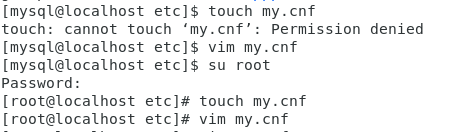 [mysql@localhost etc]$ touch my.cnf
touch: cannot touch ‘my.cnf’: Permission denied
[mysql@localhost etc]$ vim my.cnf
[mysql@localhost etc]$ su root
Password:
[root@localhost etc]# touch my.cnf
[root@localhost etc]# vim my.cnf